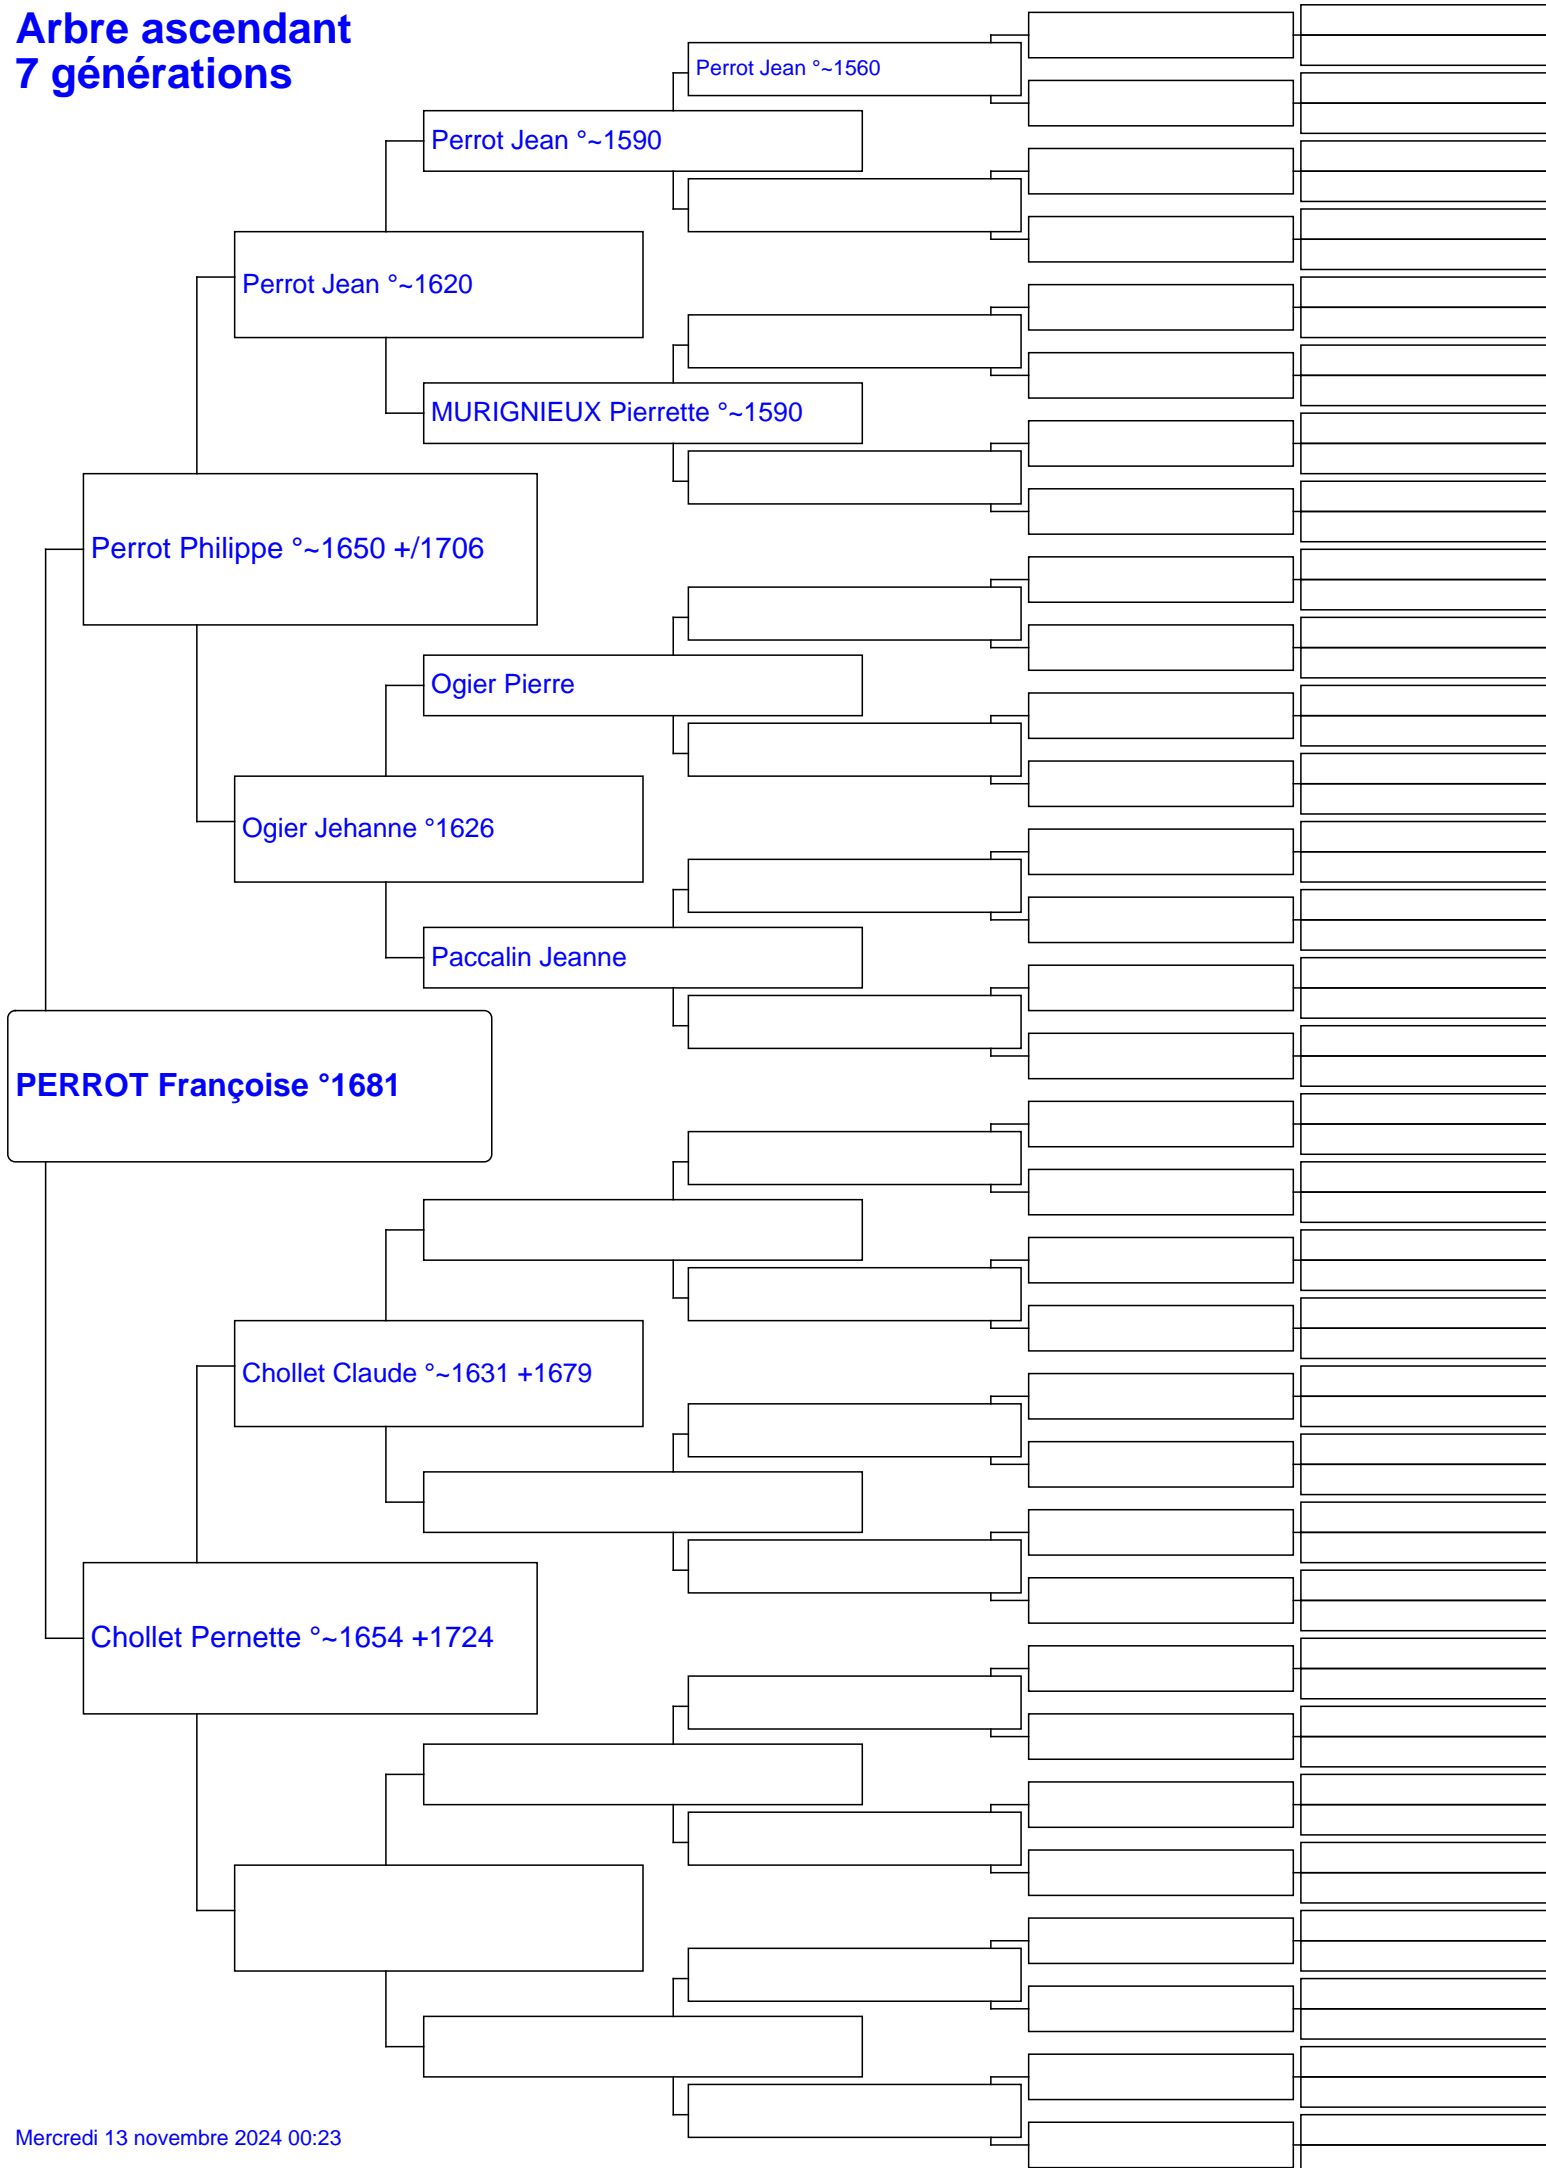 Arbre ascendant
7 générations
Perrot Jean °~1560
Perrot Jean °~1590
Perrot Jean °~1620
MURIGNIEUX Pierrette °~1590
Perrot Philippe °~1650 +/1706
Ogier Pierre
Ogier Jehanne °1626
Paccalin Jeanne
PERROT Françoise °1681
Chollet Claude °~1631 +1679
Chollet Pernette °~1654 +1724
Mercredi 13 novembre 2024 00:23